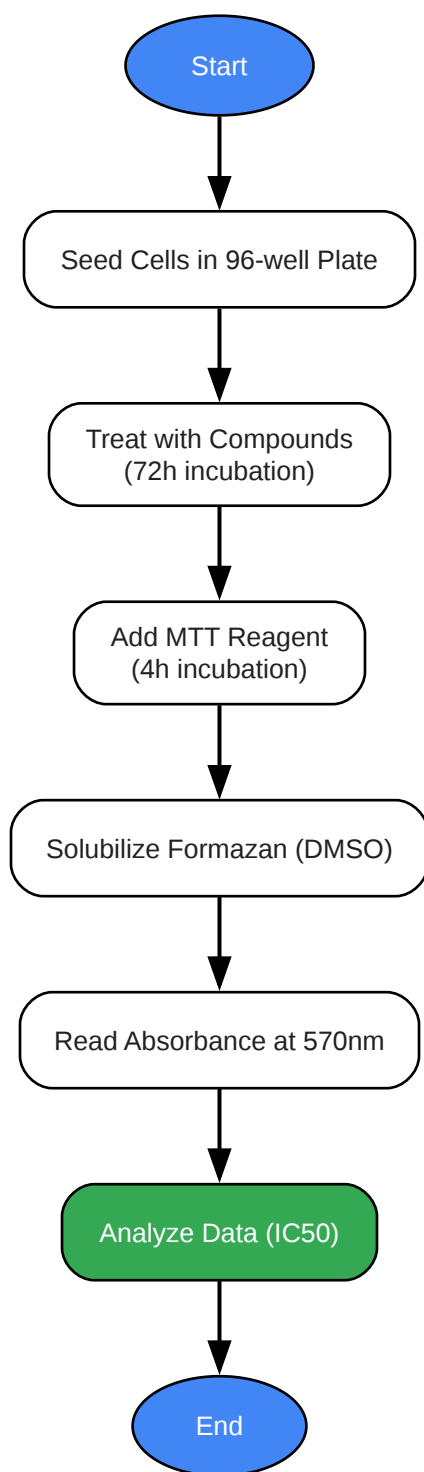 Start
Seed Cells in 96-well Plate
Treat with Compounds
(72h incubation)
Add MTT Reagent
(4h incubation)
Solubilize Formazan (DMSO)
Read Absorbance at 570nm
Analyze Data (IC50)
End